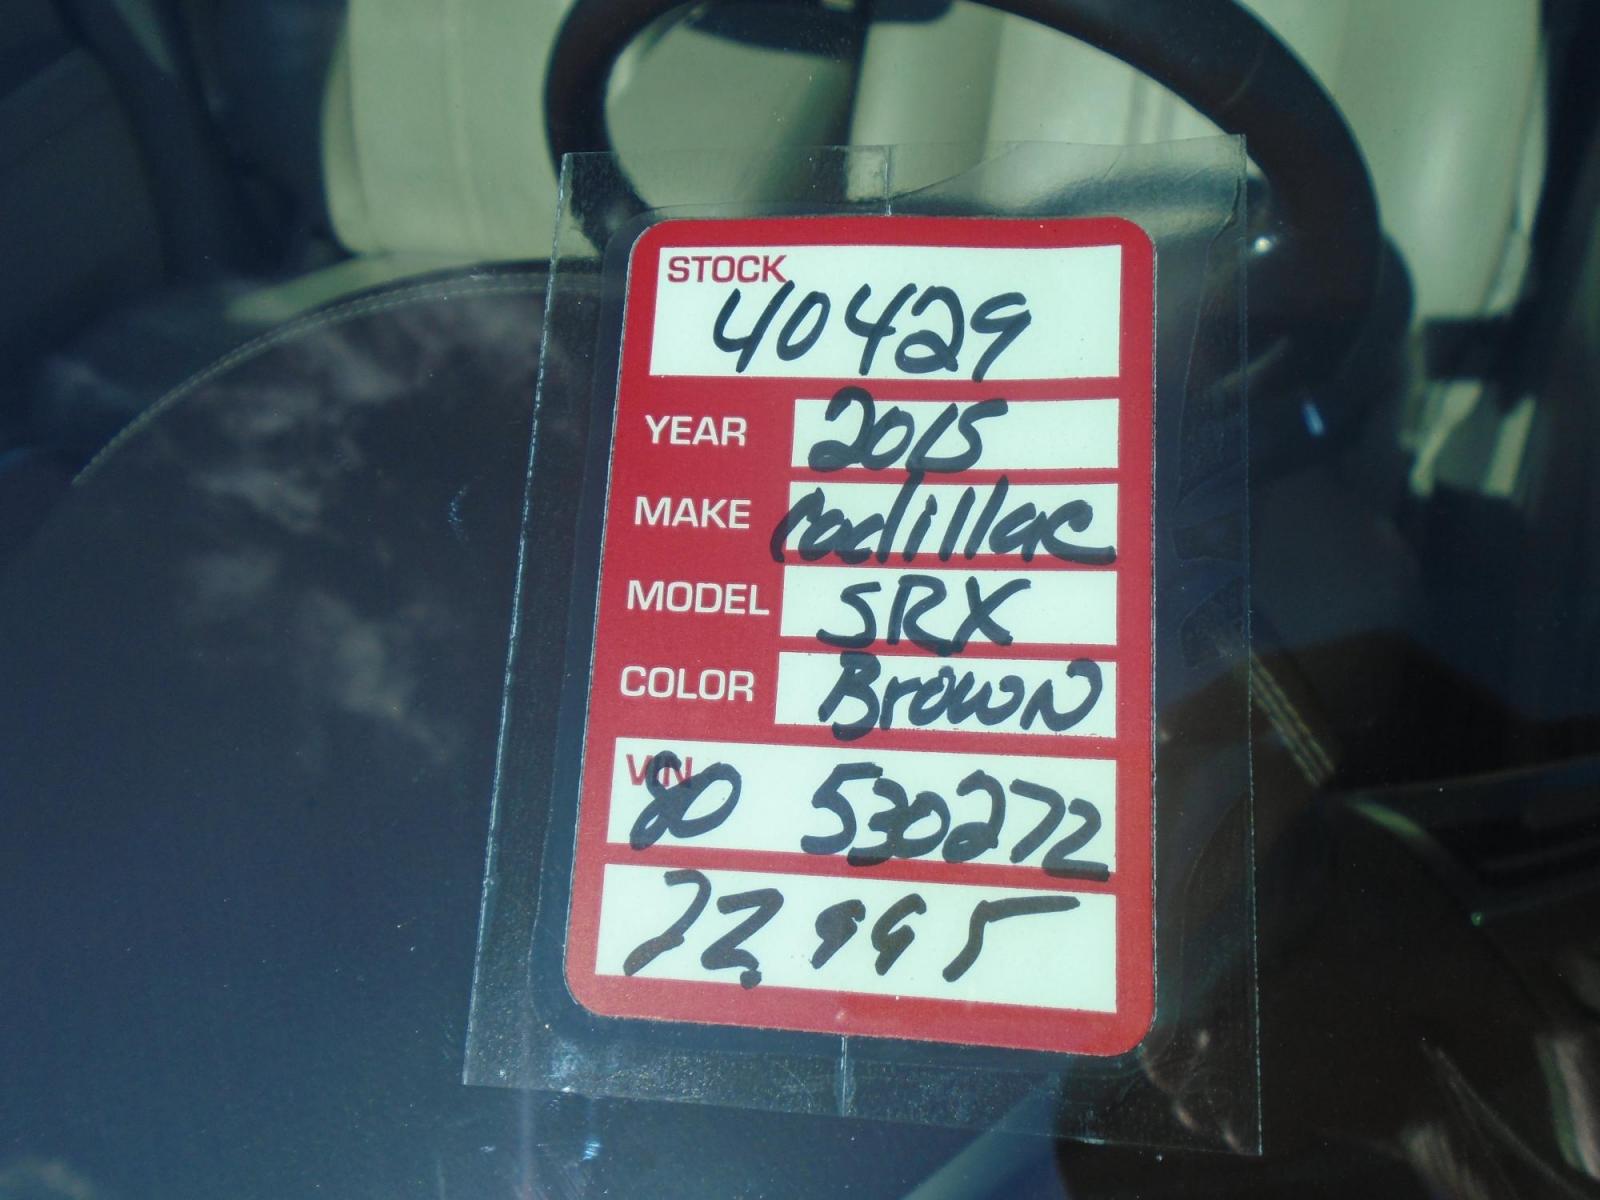 STOCK
40429
YEAR 2015
MAKE Cadillac
MODEL SRX
COLOR Brown
VIN
80 530272
22,995